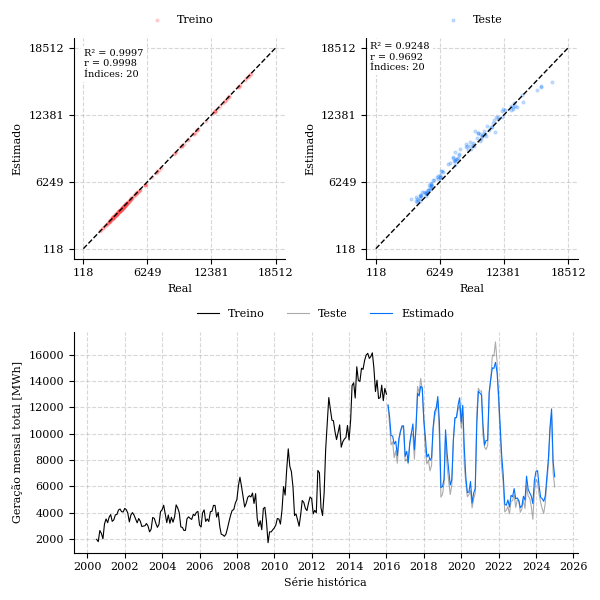 Treino
R² = 0.9997
r = 0.9998
Índices: 20
18512
12381
6249
118
Estimado
118 6249 12381 18512
Real
Teste
R² = 0.9248
r = 0.9692
Índices: 20
18512
12381
6249
118
Estimado
118 6249 12381 18512
Real
Treino Teste Estimado
16000
14000
12000
10000
8000
6000
4000
2000
Geração mensal total [MWh]
2000 2002 2004 2006 2008 2010 2012 2014 2016 2018 2020 2022 2024 2026
Série histórica